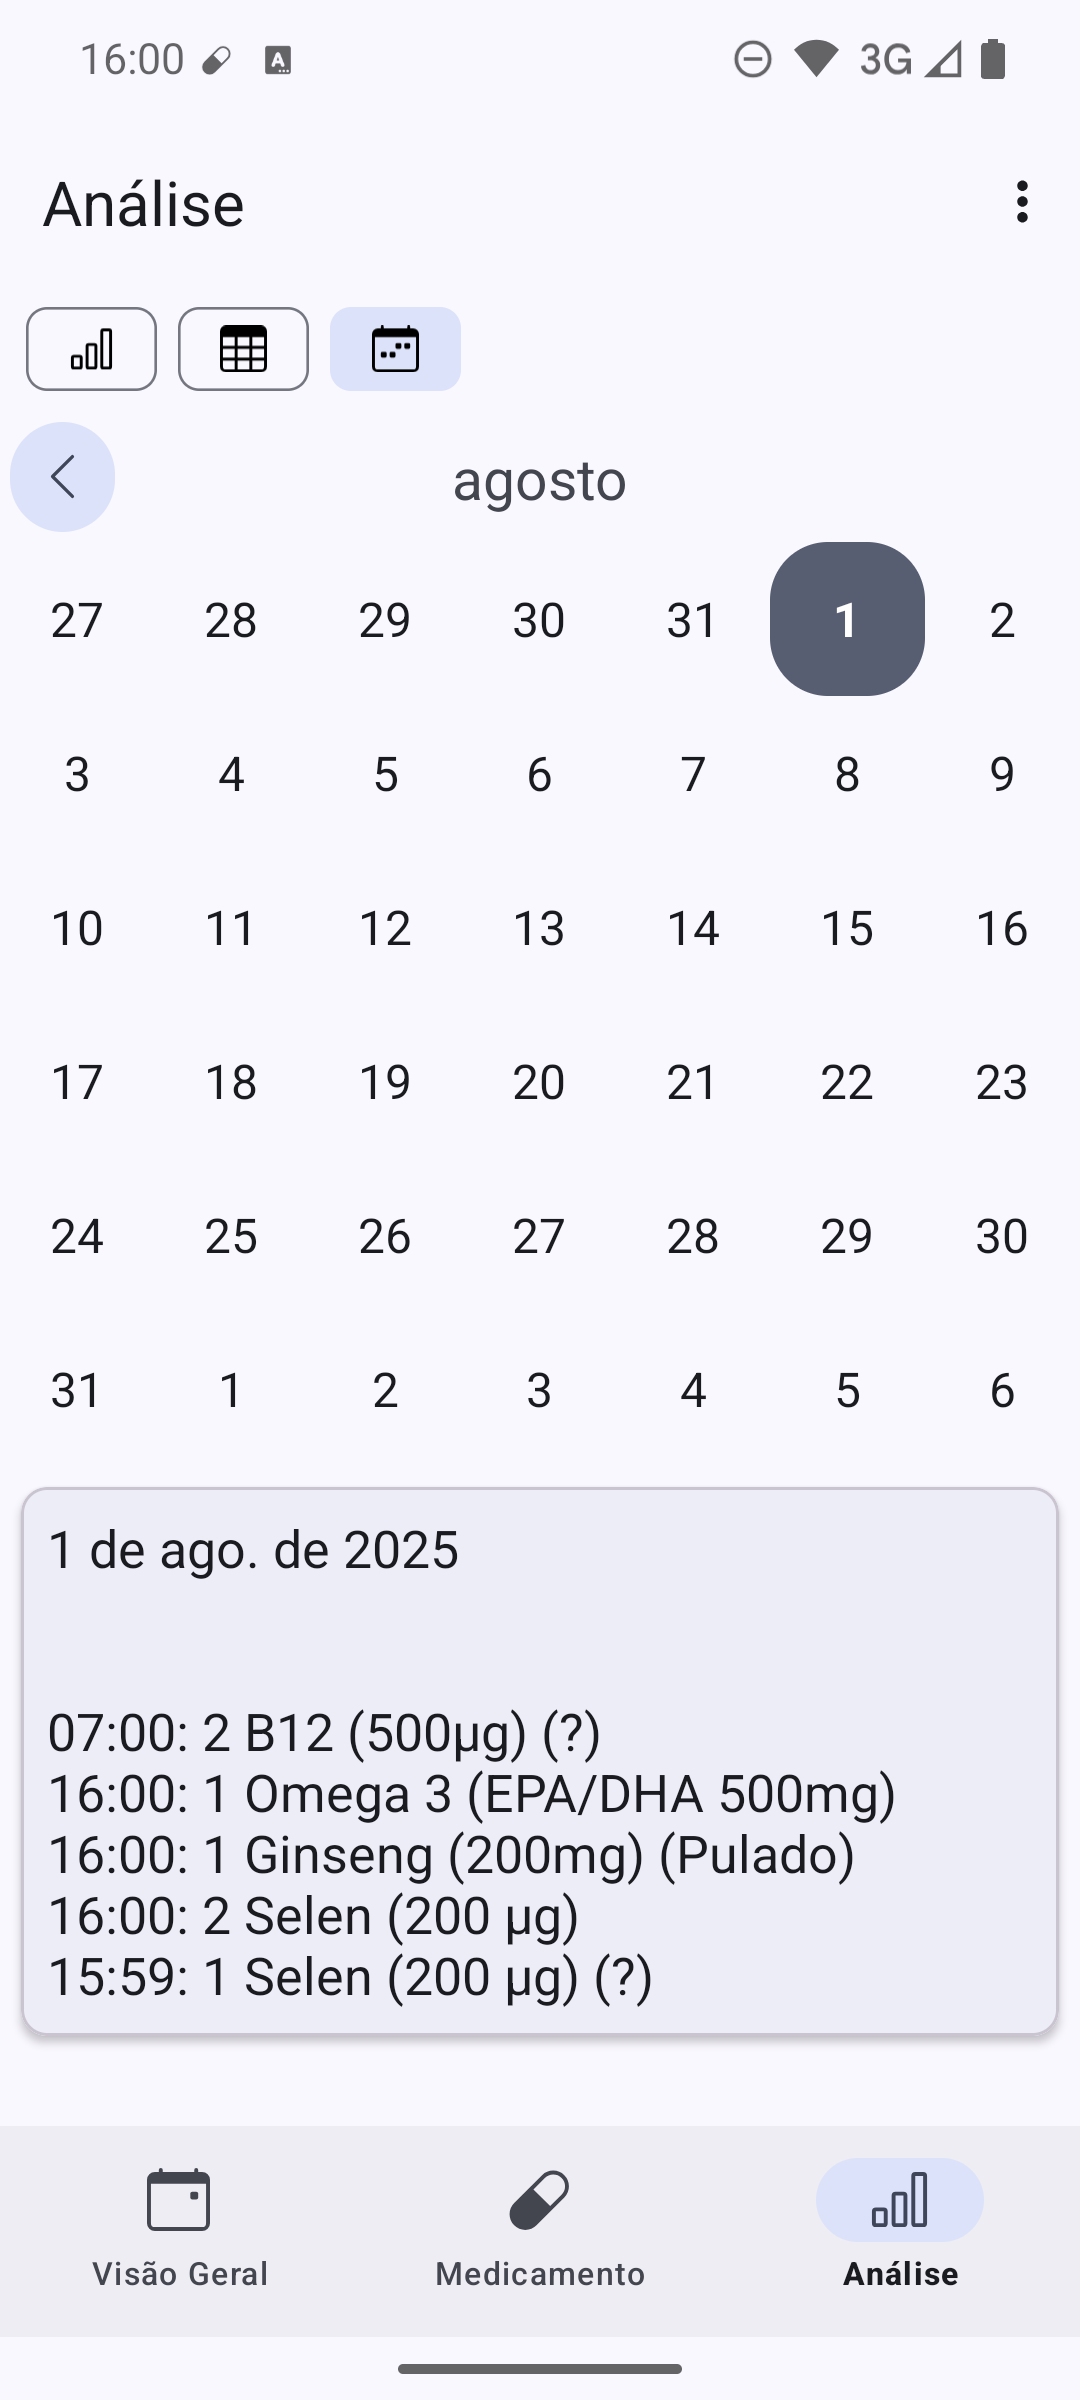 16:00
3G
Análise
agosto
27 28 29 30 31 1 2
3 4 5 6 7 8 9
10 11 12 13 14 15 16
17 18 19 20 21 22 23
24 25 26 27 28 29 30
31 1 2 3 4 5 6
1 de ago. de 2025
07:00: 2 B12 (500µg) (?)
16:00: 1 Omega 3 (EPA/DHA 500mg)
16:00: 1 Ginseng (200mg) (Pulado)
16:00: 2 Selen (200 µg)
15:59: 1 Selen (200 µg) (?)
Visão Geral
Medicamento
Análise